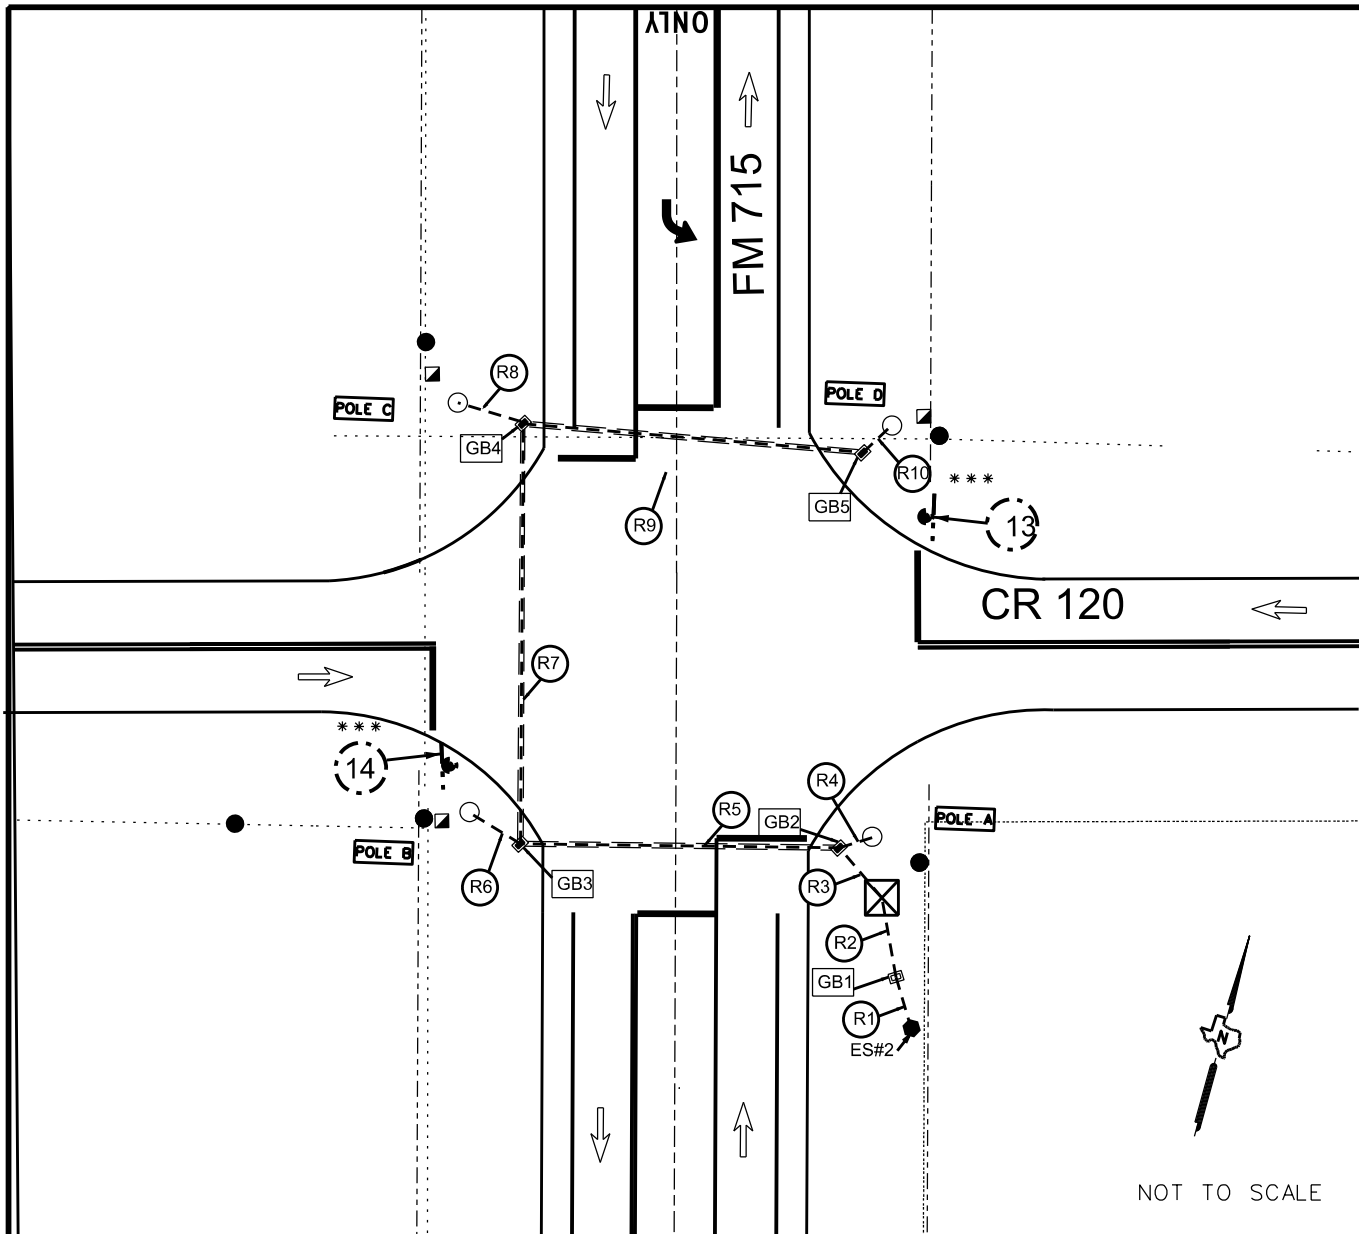 ONLY
FM 715
R8
POLE C
POLE D
GB4
R10
***
GB5
R9
13
CR 120
R7
***
14
R4
R5
GB2
POLE A
POLE B
R6
GB3
R3
R2
GB1
R1
ES#2
N
NOT TO SCALE